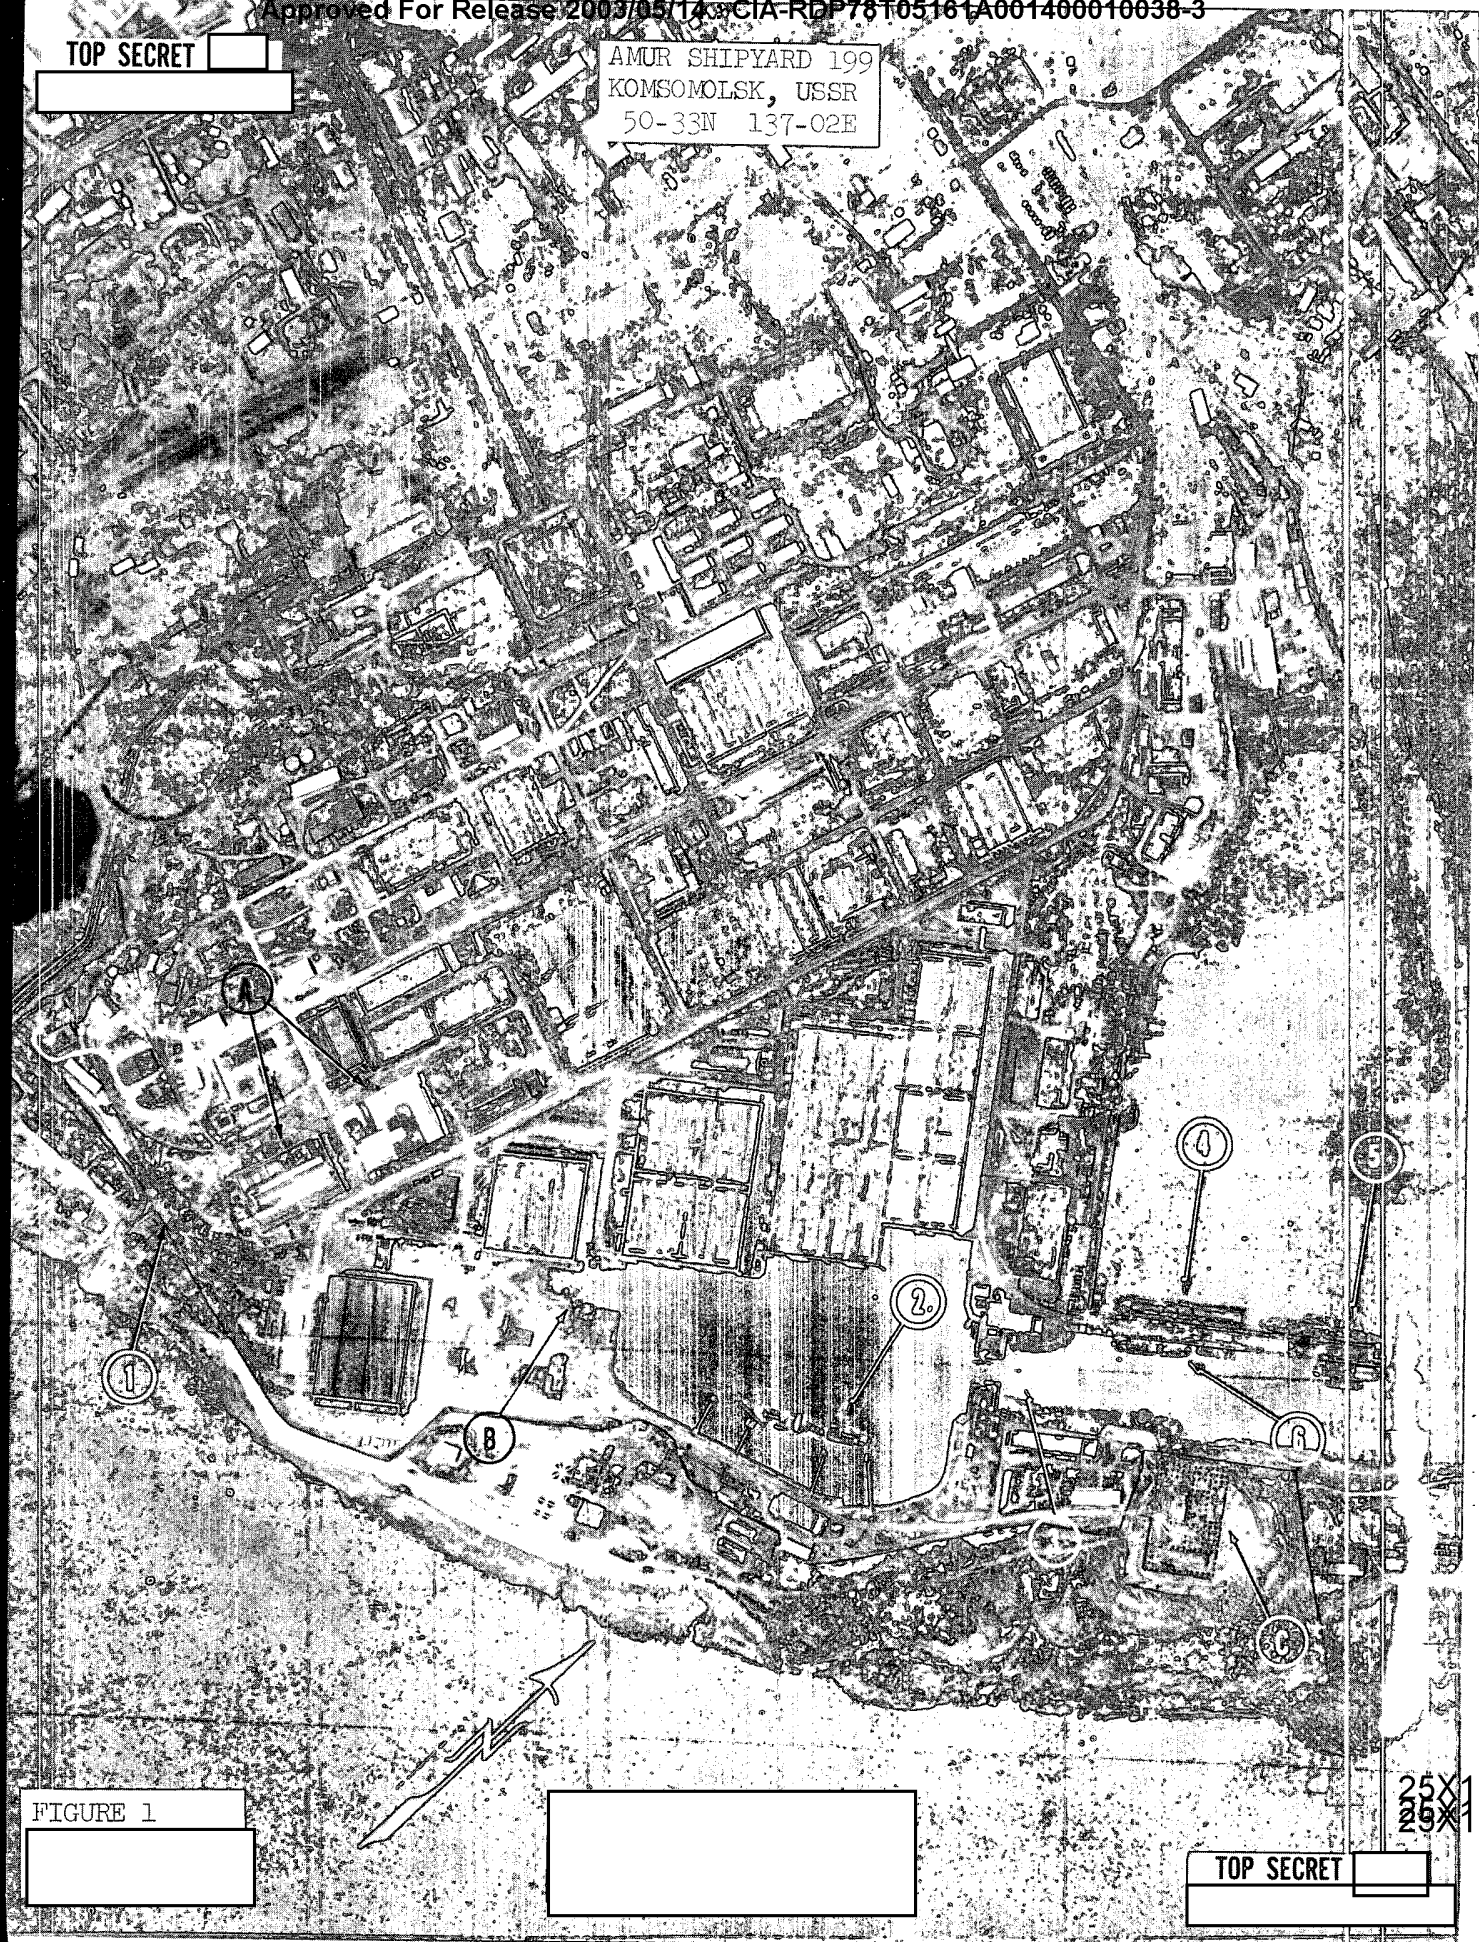 Approved For Release 2003/05/14 : CIA-RDP78T05161A001400010038-3
TOP SECRET
AMUR SHIPYARD 199
KOMSOMOLSK, USSR
50-33N 137-02E
A
4
5
2.
1
B
6
C
N
FIGURE 1
25X1
25X1
TOP SECRET